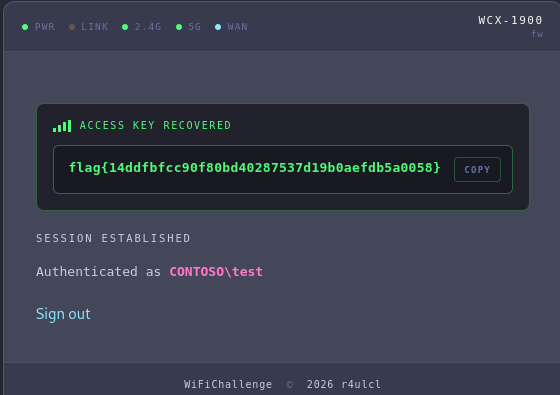 PWR LINK 2.4G 5G WAN
WCX-1900
fw
ACCESS KEY RECOVERED
flag{14ddfbfcc90f80bd40287537d19b0aefdb5a0058}
COPY
SESSION ESTABLISHED
Authenticated as CONTOSO\test
Sign out
WiFiChallenge © 2026 r4ulcl